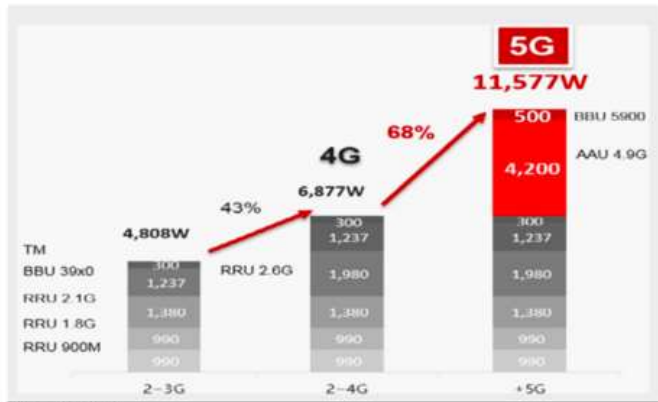 5G
11,577W
500 BBU 5900
68%
AAU 4.9G
4G
4,200
6,877W
43%
4,808W
300 300
TM
1,237 1,237
300
BBU 39x0
RRU 2.6G
1,237
1,980 1,980
RRU 2.1G
1,380 1,380 1,380
RRU 1.8G
990 990 990
RRU 900M
990 990 990
2-3G 2-4G +5G